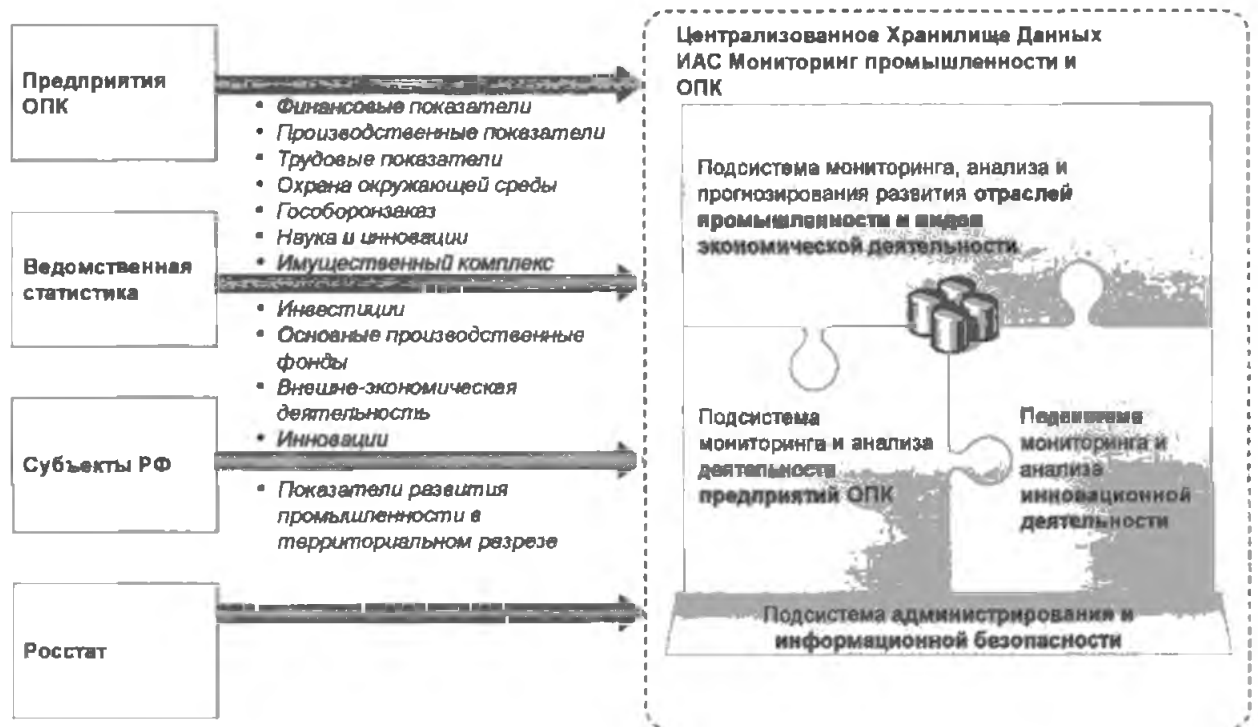 Предприятия
ОПК
• Финансовые показатели
• Производственные показатели
• Трудовые показатели
• Охрана окружающей среды
• Гособоронзаказ
• Наука и инновации
• Имущественный комплекс
Ведомственная
статистика
• Инвестиции
• Основные производственные
фонды
• Внешне-экономическая
деятельность
• Инновации
Субъекты РФ
• Показатели развития
промышленности в
территориальном разрезе
Росстат
Централизованное Хранилище Данных
ИАС Мониторинг промышленности и
ОПК
Подсистема мониторинга, анализа и
прогнозирования развития отраслей
промышленности и видов
экономической деятельности
Подсистема
мониторинга и анализа
деятельности
предприятий ОПК
Подсистема
мониторинга и
анализа
инновационной
деятельности
Подсистема администрирования и
информационной безопасности